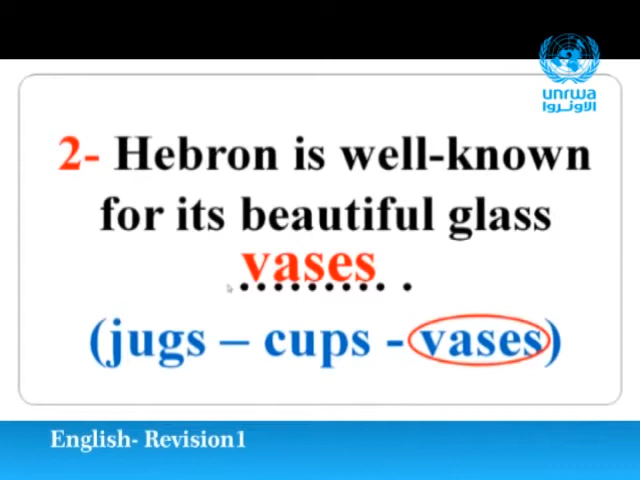 unrwa
الأونروا
2- Hebron is well-known
for its beautiful glass
vases
.......... .
(jugs – cups - vases)
English- Revision1